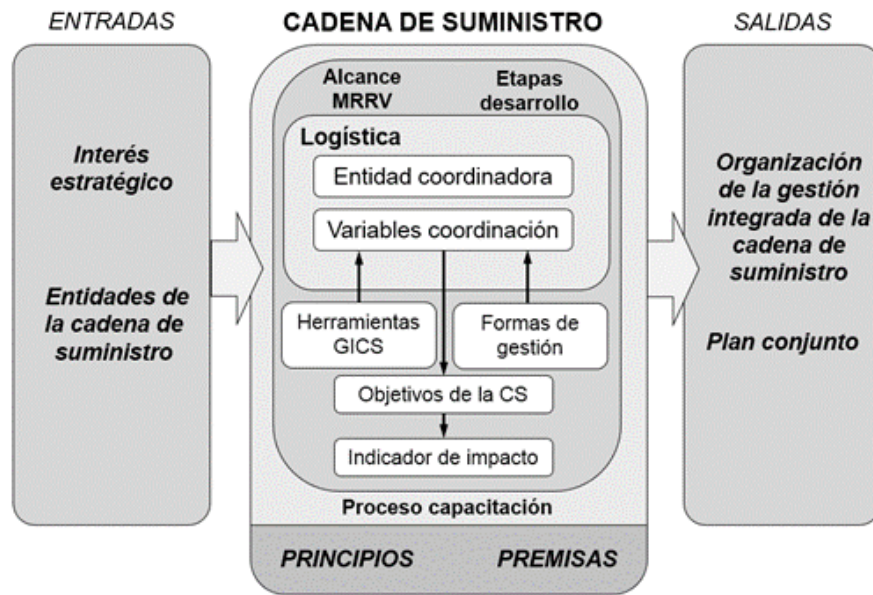 ENTRADAS
CADENA DE SUMINISTRO
SALIDAS
Interés
estratégico
Entidades de
la cadena de
suministro
Alcance
MRRV
Etapas
desarrollo
Logística
Entidad coordinadora
Variables coordinación
Herramientas
GICS
Formas de
gestión
Objetivos de la CS
Indicador de impacto
Proceso capacitación
PRINCIPIOS
PREMISAS
Organización
de la gestión
integrada de la
cadena de
suministro
Plan conjunto